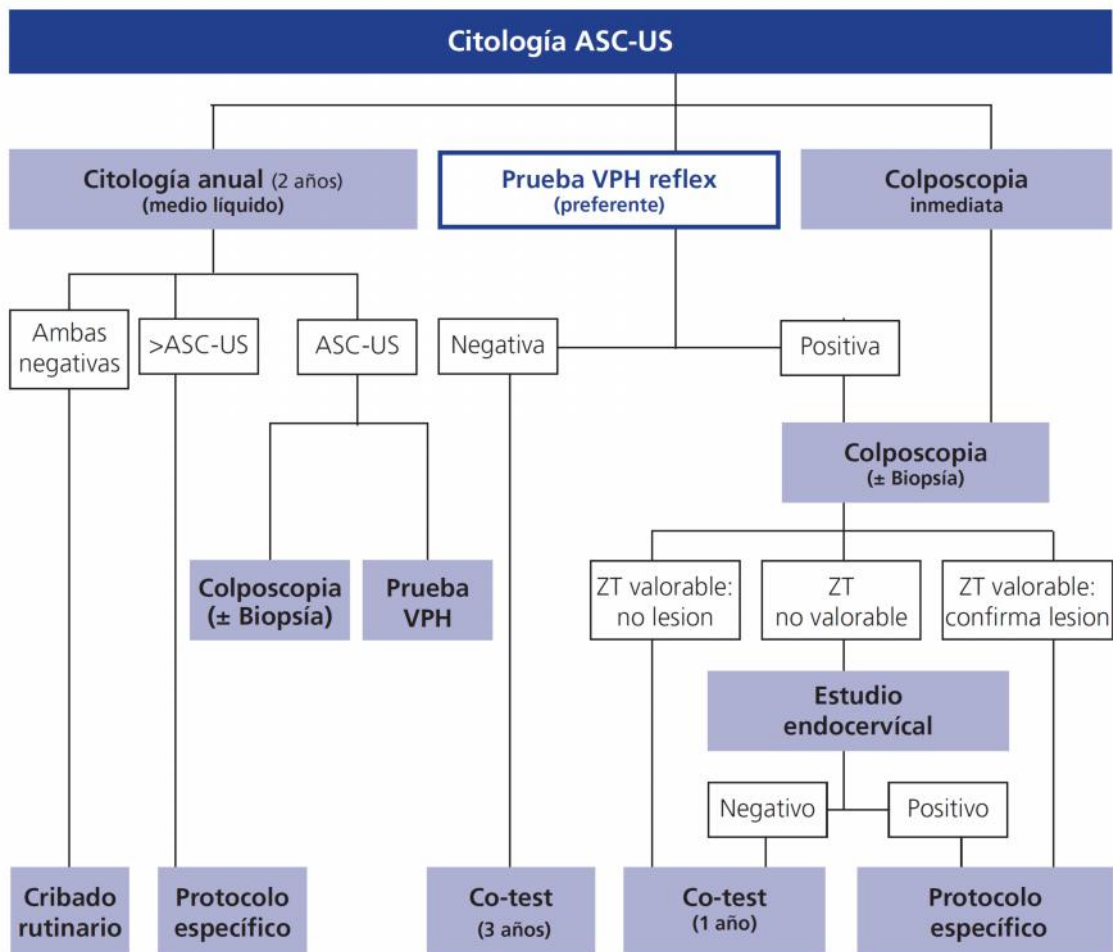 Citología ASC-US
Citología anual (2 años)
(medio líquido)
Prueba VPH reflex
(preferente)
Colposcopia
inmediata
Ambas
negativas
>ASC-US
ASC-US
Negativa
Positiva
Colposcopia
(± Biopsía)
Colposcopia
(± Biopsía)
Prueba
VPH
ZT valorable:
no lesion
ZT
no valorable
ZT valorable:
confirma lesion
Estudio
endocervícal
Negativo
Positivo
Cribado
rutinario
Protocolo
específico
Co-test
(3 años)
Co-test
(1 año)
Protocolo
específico